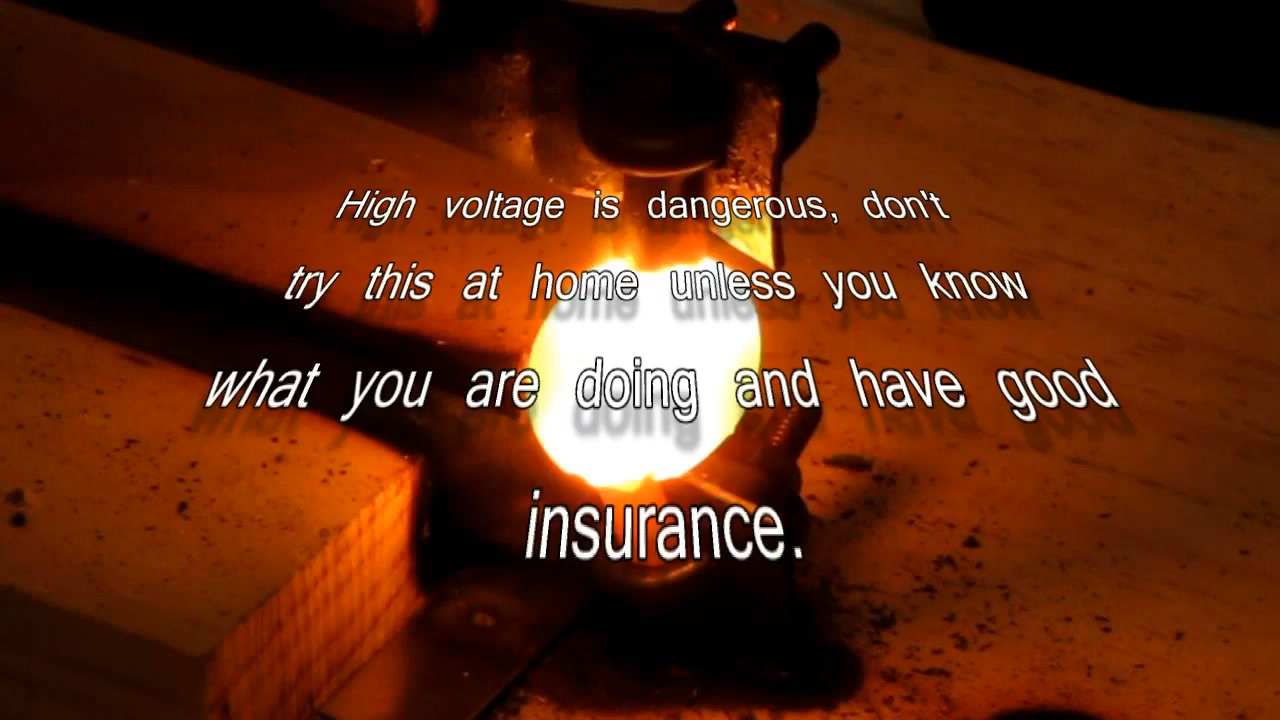 High voltage is dangerous, don't
try this at home unless you know
what you are doing and have good
insurance.